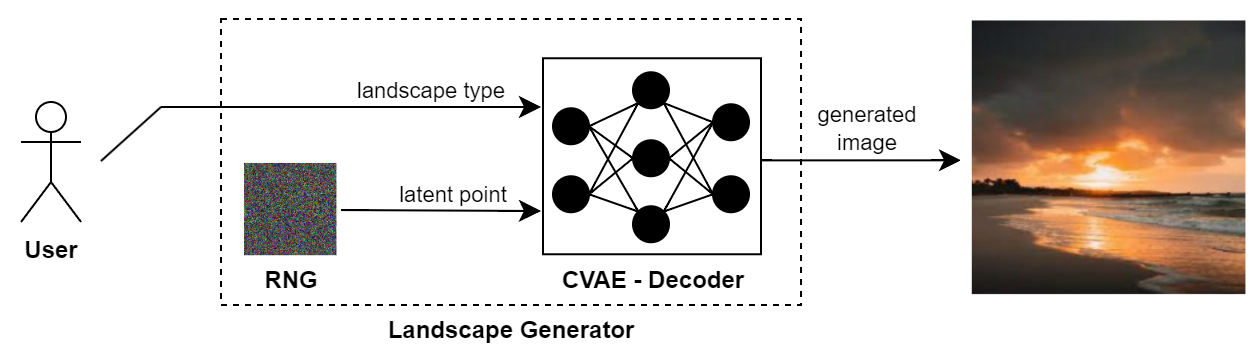 landscape type
generated
image
latent point
User
RNG
CVAE - Decoder
Landscape Generator